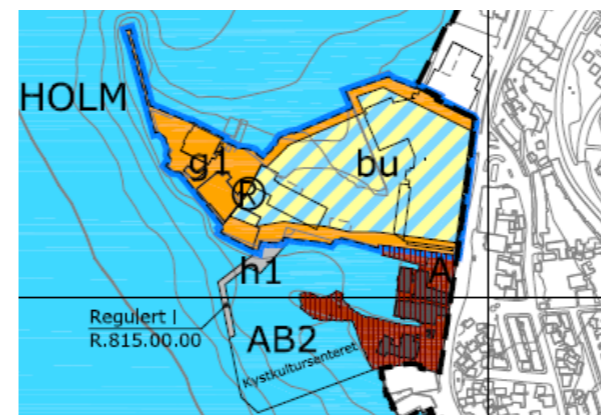 HOLM
g1
bu
R
h1
A
Regulert I
R.815.00.00
AB2
Kystkultursenteret